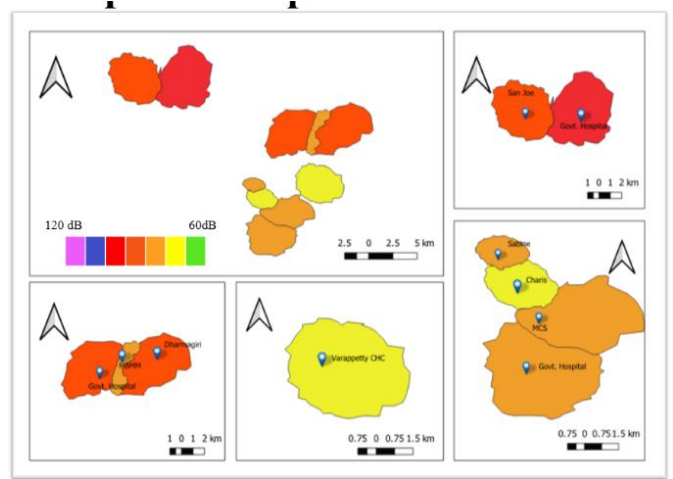 120 dB 60dB
2.5 0 2.5 5 km
San Joe
Govt. Hospital
1 0 1 2 km
Sabine
Charis
MCS
Govt. Hospital
0.75 0 0.75 1.5 km
Dharmagiri
MBMM
Govt. Hospital
1 0 1 2 km
Varappetty CHC
0.75 0 0.75 1.5 km